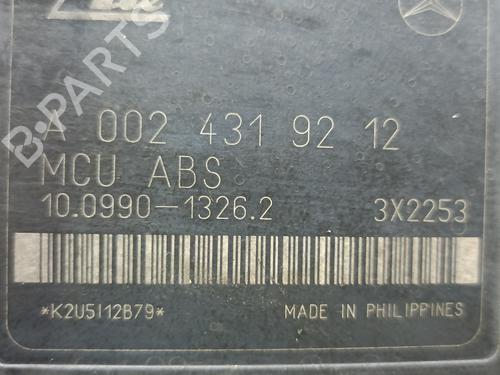 B-PARTS
A 002 431 92 12
MCU ABS
10.0990-1326.2 3X2253
*K2U5I12B79* MADE IN PHILIPPINES